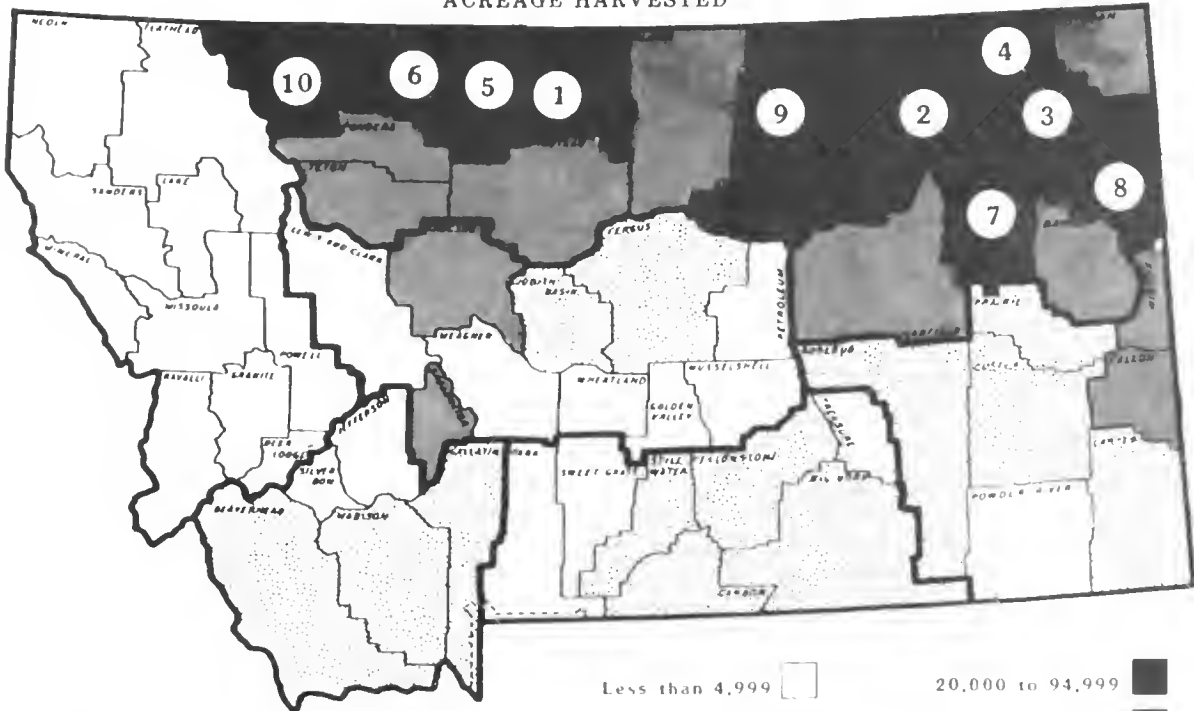 ACREAGE HARVESTED
FLATHEAD
10
6
5
1
9
2
4
3
8
7
PONDERA
TETON
SANDERS
LAKE
MINERAL
MISSOULA
LEWIS AND CLARK
FERGUS
JUDITH
BASIN
PETROLEUM
GARFIELD
PRAIRIE
ROSEBUD
CUSTER
FALLON
CARTER
MEAGHER
POWELL
RAVALLI
GRANITE
WHEATLAND
MUSSELSHELL
GOLDEN
VALLEY
TREASURE
JEFFERSON
DEER
LODGE
SILVER
BOW
GALLATIN
PARK
SWEET GRASS
STILL
WATER
YELLOWSTONE
BIG HORN
POWDER RIVER
BEAVERHEAD
MADISON
CARBON
Less than 4,999
20,000 to 94,999